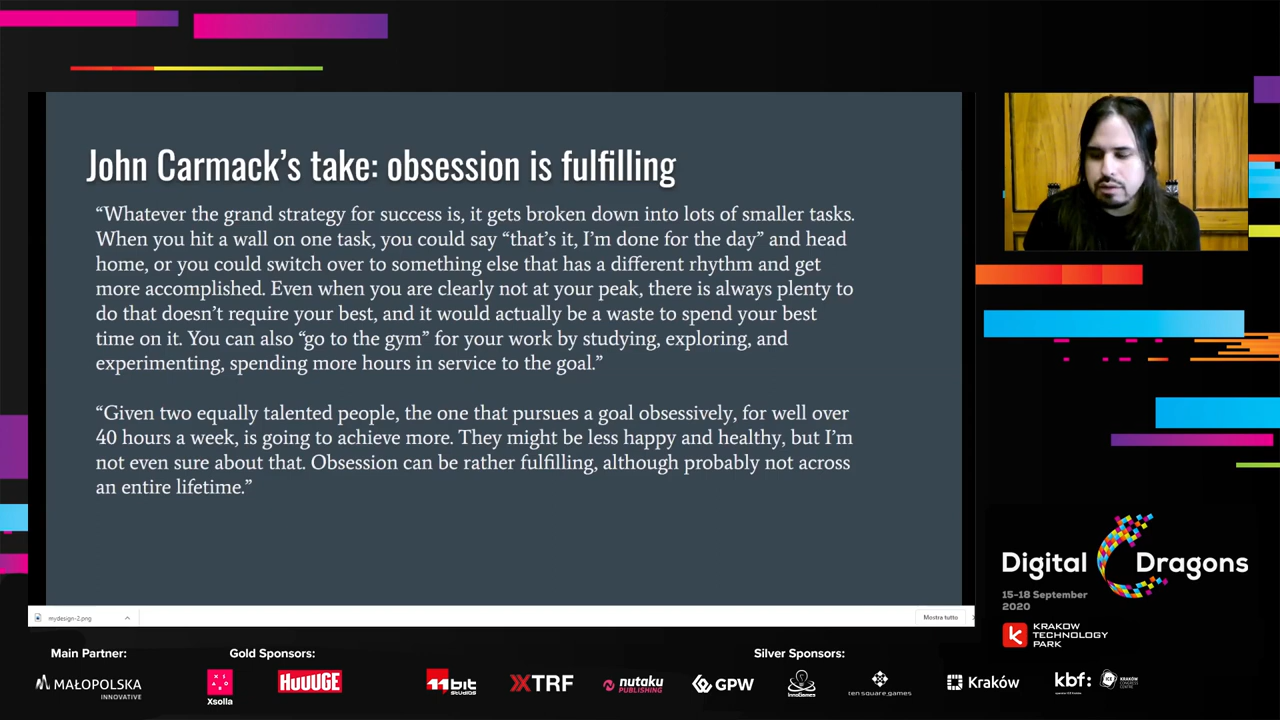 John Carmack’s take: obsession is fulfilling
“Whatever the grand strategy for success is, it gets broken down into lots of smaller tasks.
When you hit a wall on one task, you could say “that’s it, I’m done for the day” and head
home, or you could switch over to something else that has a different rhythm and get
more accomplished. Even when you are clearly not at your peak, there is always plenty to
do that doesn’t require your best, and it would actually be a waste to spend your best
time on it. You can also “go to the gym” for your work by studying, exploring, and
experimenting, spending more hours in service to the goal.”
“Given two equally talented people, the one that pursues a goal obsessively, for well over
40 hours a week, is going to achieve more. They might be less happy and healthy, but I’m
not even sure about that. Obsession can be rather fulfilling, although probably not across
an entire lifetime.”
mydesign-2.png
Mostra tutto
Digital Dragons
15-18 September
2020
KRAKOW
TECHNOLOGY
PARK
Main Partner:
Gold Sponsors:
Silver Sponsors:
MAŁOPOLSKA
INNOVATIVE
XSOLLA
Xsolla
HUUUGE
11bit
STUDIOS
XTRF
nutaku
PUBLISHING
GPW
InnoGames
ten square games
Kraków
kbf:
ICE KRAKÓW
CONGRESS
CENTRE